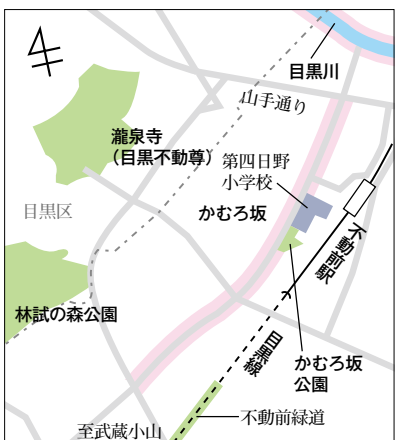 目黒川
山手通り
瀧泉寺
（目黒不動尊）
第四日野
小学校
目黒区
かむろ坂
不動前駅
林試の森公園
目黒線
かむろ坂
公園
不動前緑道
至武蔵小山